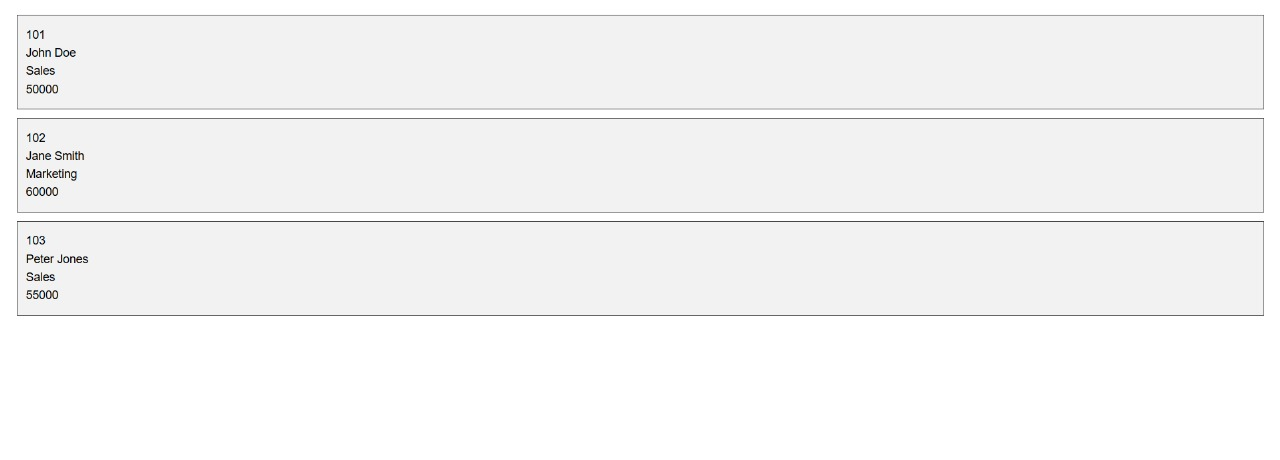 101
John Doe
Sales
50000
102
Jane Smith
Marketing
60000
103
Peter Jones
Sales
55000